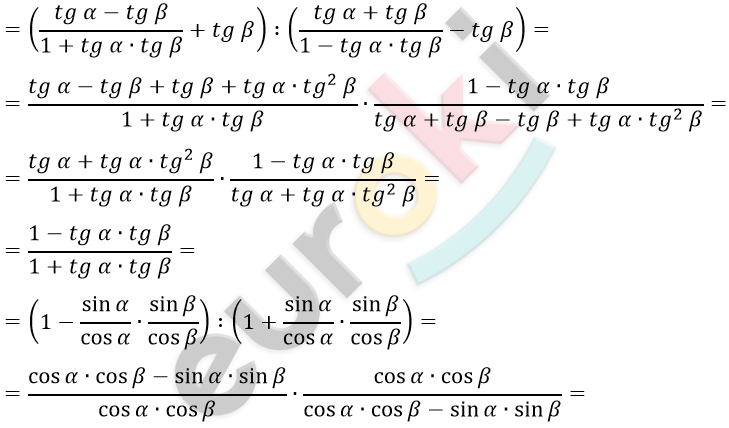 = ( (tg α − tg β)/(1 + tg α · tg β) + tg β ) : ( (tg α + tg β)/(1 − tg α · tg β) − tg β ) =
= (tg α − tg β + tg β + tg α · tg² β)/(1 + tg α · tg β) · (1 − tg α · tg β)/(tg α + tg β − tg β + tg α · tg² β) =
= (tg α + tg α · tg² β)/(1 + tg α · tg β) · (1 − tg α · tg β)/(tg α + tg α · tg² β) =
= (1 − tg α · tg β)/(1 + tg α · tg β) =
= ( 1 − sin α/cos α · sin β/cos β ) : ( 1 + sin α/cos α · sin β/cos β ) =
= (cos α · cos β − sin α · sin β)/(cos α · cos β) · (cos α · cos β)/(cos α · cos β − sin α · sin β) =
euroki